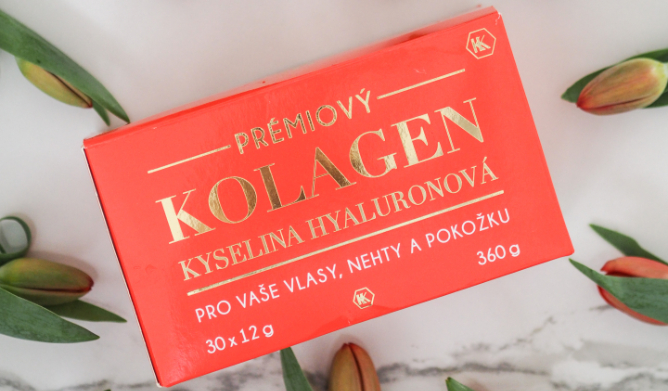 PRÉMIOVÝ
KOLAGEN
KYSELINA HYALURONOVÁ
PRO VAŠE VLASY, NEHTY A POKOŽKU
30 x 12 g
360 g